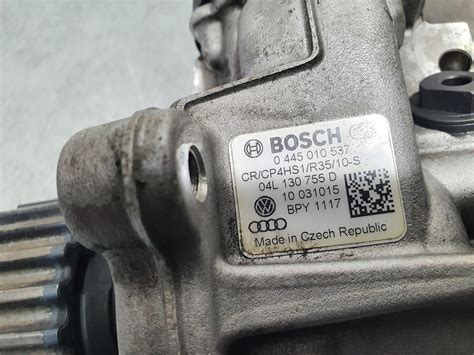 BOSCH
0 445 010 537
CR/CP4HS1/R35/10-S
04L 130 755 D
10 031015
BPY 1117
Made in Czech Republic